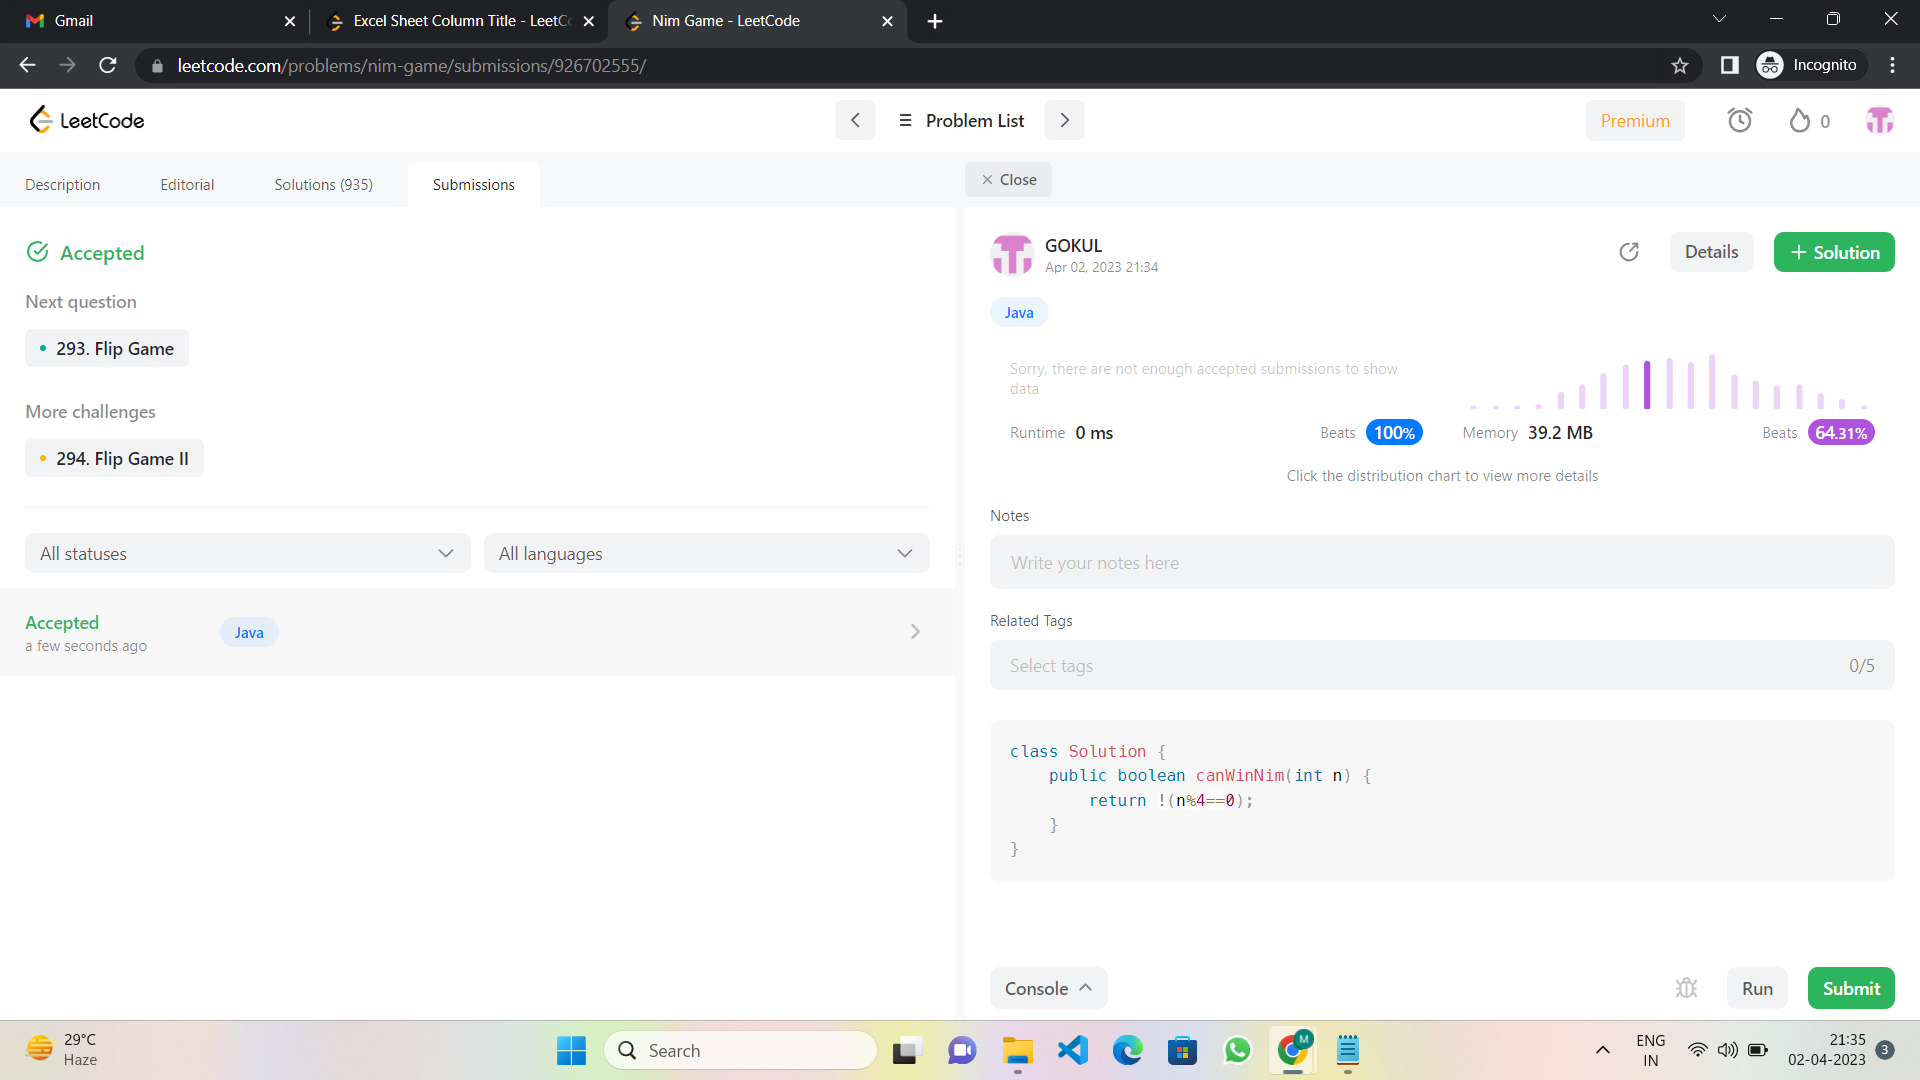 Gmail
Excel Sheet Column Title - LeetCo
Nim Game - LeetCode
leetcode.com/problems/nim-game/submissions/926702555/
Incognito
LeetCode
Problem List
Premium
0
Description
Editorial
Solutions (935)
Submissions
Close
Accepted
Next question
293. Flip Game
More challenges
294. Flip Game II
All statuses
All languages
Accepted
a few seconds ago
Java
GOKUL
Apr 02, 2023 21:34
Details
+ Solution
Java
Sorry, there are not enough accepted submissions to show
data
Runtime 0 ms
Beats 100%
Memory 39.2 MB
Beats 64.31%
Click the distribution chart to view more details
Notes
Write your notes here
Related Tags
Select tags
0/5
class Solution {
    public boolean canWinNim(int n) {
        return !(n%4==0);
    }
}
Console
Run
Submit
29°C
Haze
Search
M
ENG
IN
21:35
02-04-2023
3